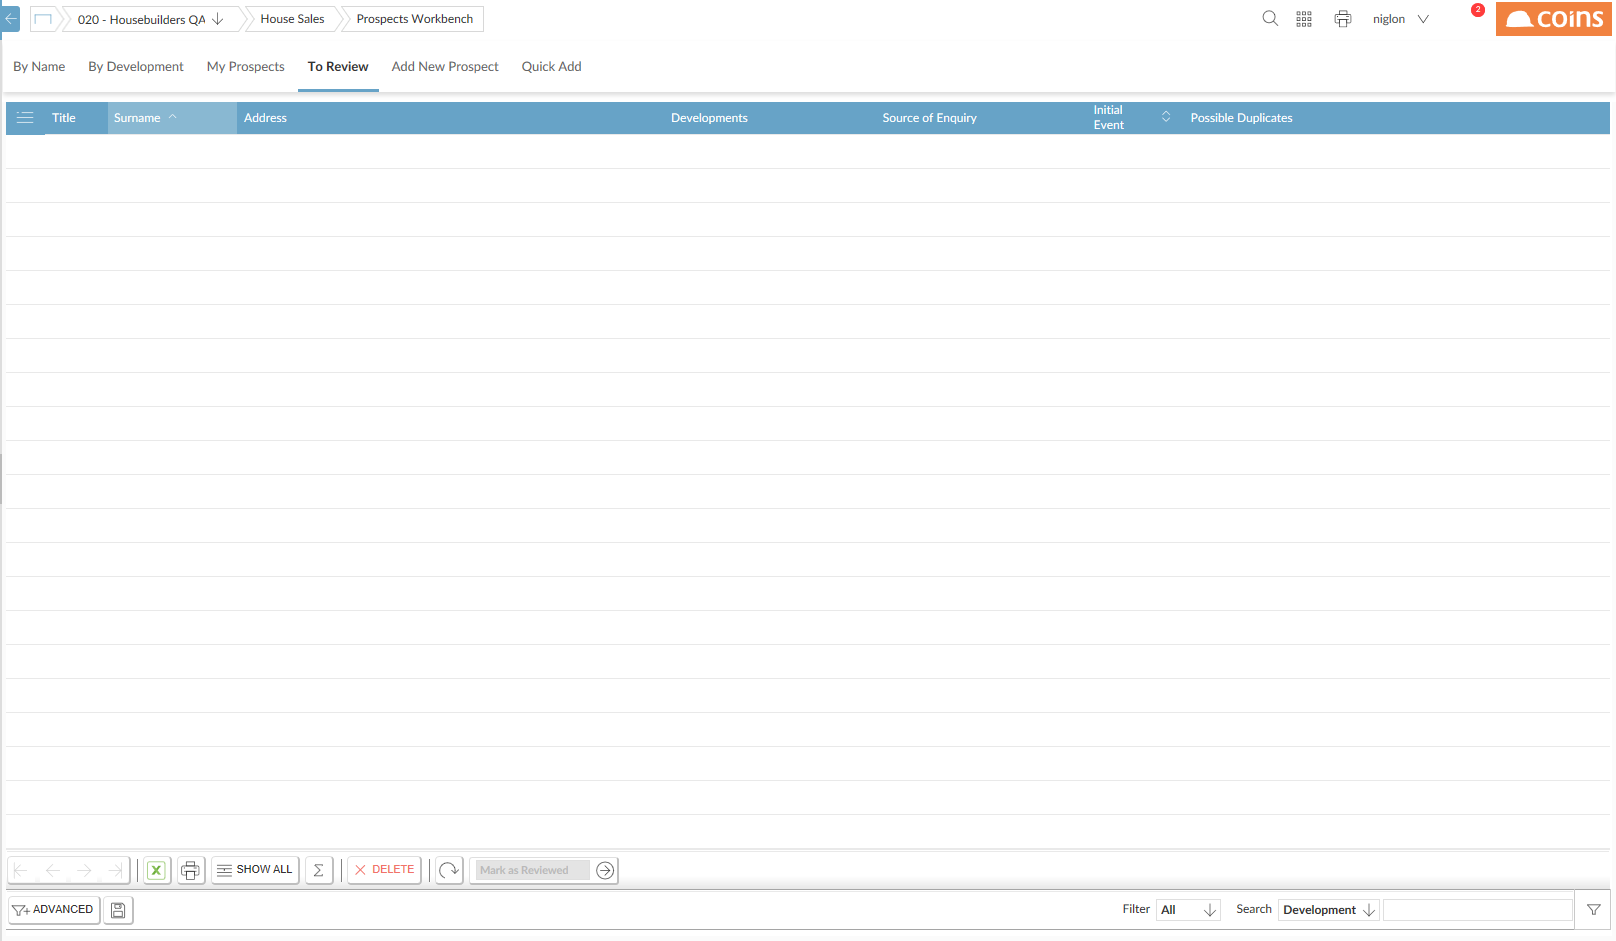 020 - Housebuilders QA
House Sales
Prospects Workbench
niglon
2
coins
By Name
By Development
My Prospects
To Review
Add New Prospect
Quick Add
Title
Surname
Address
Developments
Source of Enquiry
Initial
Event
Possible Duplicates
X
SHOW ALL
Σ
DELETE
Mark as Reviewed
ADVANCED
Filter
All
Search
Development